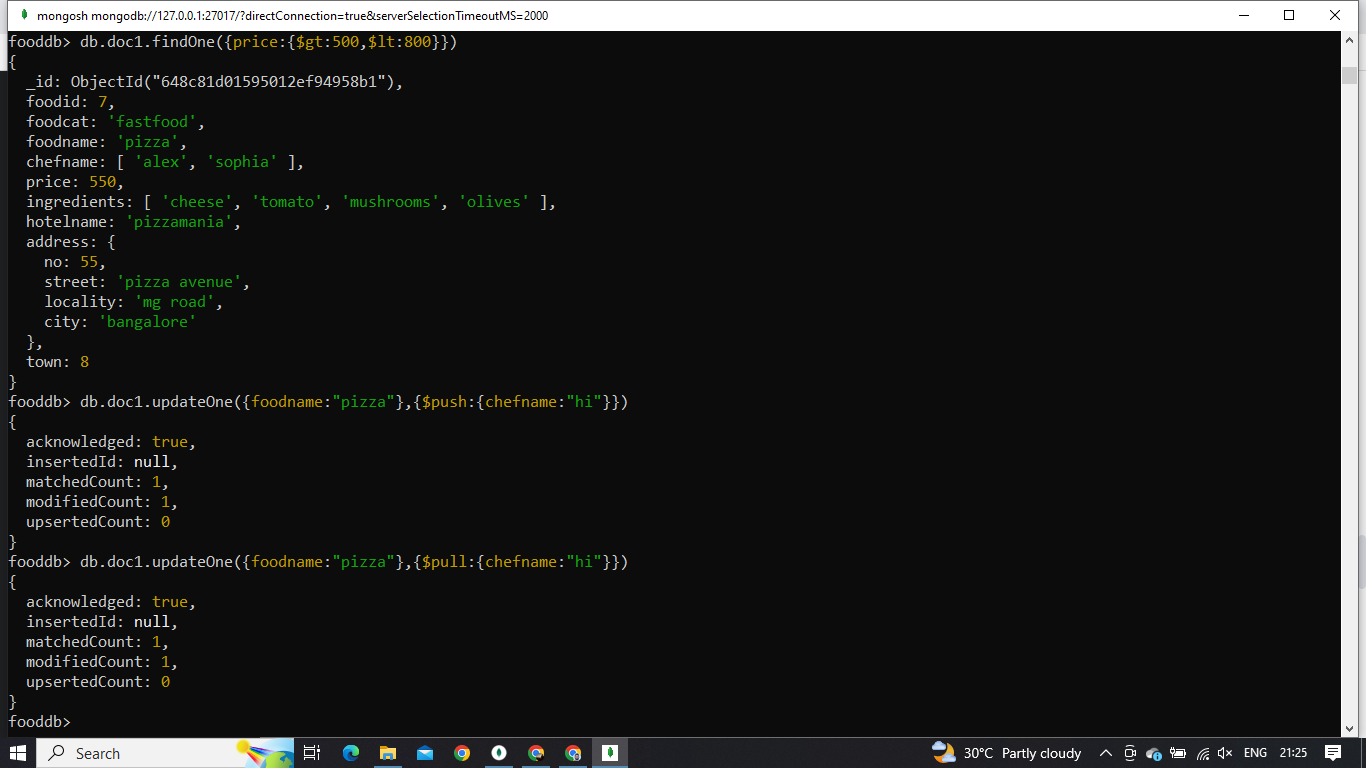 mongosh mongodb://127.0.0.1:27017/?directConnection=true&serverSelectionTimeoutMS=2000
fooddb> db.doc1.findOne({price:{$gt:500,$lt:800}})
{
  _id: ObjectId("648c81d01595012ef94958b1"),
  foodid: 7,
  foodcat: 'fastfood',
  foodname: 'pizza',
  chefname: [ 'alex', 'sophia' ],
  price: 550,
  ingredients: [ 'cheese', 'tomato', 'mushrooms', 'olives' ],
  hotelname: 'pizzamania',
  address: {
    no: 55,
    street: 'pizza avenue',
    locality: 'mg road',
    city: 'bangalore'
  },
  town: 8
}
fooddb> db.doc1.updateOne({foodname:"pizza"},{$push:{chefname:"hi"}})
{
  acknowledged: true,
  insertedId: null,
  matchedCount: 1,
  modifiedCount: 1,
  upsertedCount: 0
}
fooddb> db.doc1.updateOne({foodname:"pizza"},{$pull:{chefname:"hi"}})
{
  acknowledged: true,
  insertedId: null,
  matchedCount: 1,
  modifiedCount: 1,
  upsertedCount: 0
}
fooddb>
Search 30°C Partly cloudy ENG 21:25